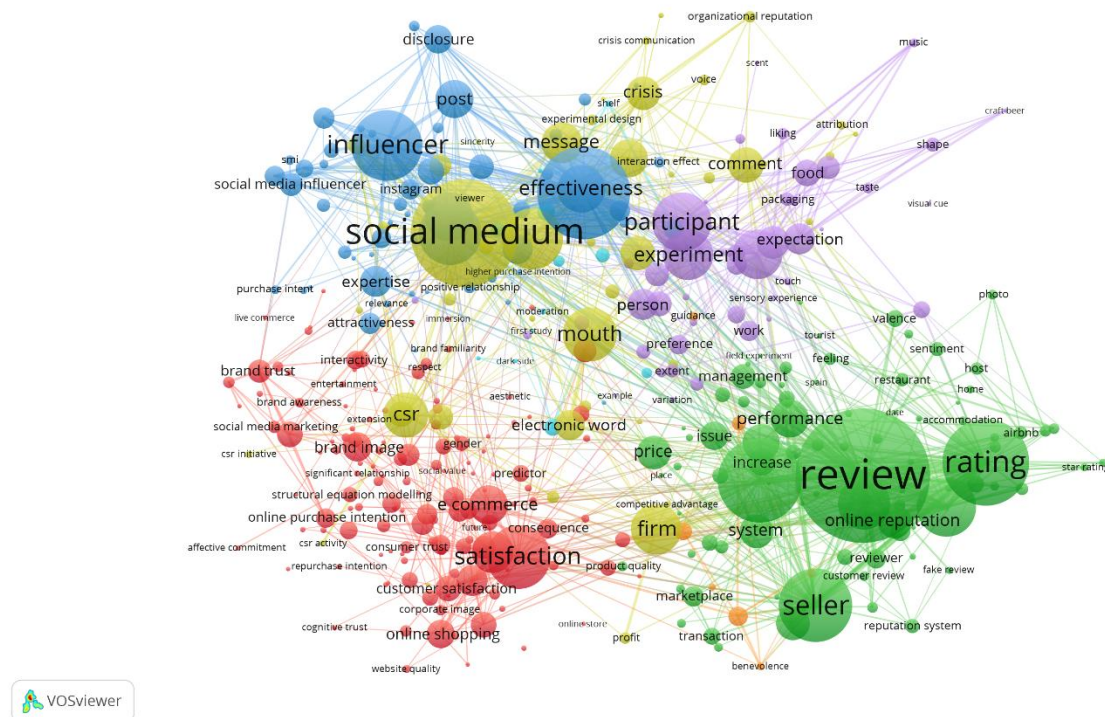 organizational reputation
disclosure
crisis communication
music
scent
post
crisis
voice
shelf
craft beer
experimental design
liking
attribution
influencer
sincerity
message
shape
smi
interaction effect
comment
food
social media influencer
instagram
effectiveness
taste
viewer
packaging
visual cue
participant
social medium
expectation
experiment
higher purchase intention
expertise
positive relationship
touch
purchase intent
relevance
person
sensory experience
photo
moderation
live commerce
immersion
guidance
valence
attractiveness
first study
mouth
work
tourist
preference
sentiment
interactivity
brand familiarity
dark side
field experiment
feeling
host
brand trust
respect
extent
management
entertainment
spain
restaurant
home
brand awareness
aesthetic
example
variation
date
extension
csr
performance
accommodation
social media marketing
electronic word
issue
airbnb
csr initiative
brand image
gender
price
increase
review
rating
significant relationship
social value
predictor
place
star rating
structural equation modelling
e commerce
competitive advantage
online purchase intention
future
consequence
firm
system
online reputation
affective commitment
csr activity
consumer trust
satisfaction
reviewer
repurchase intention
product quality
customer review
fake review
customer satisfaction
marketplace
seller
corporate image
cognitive trust
online shopping
online store
profit
transaction
reputation system
website quality
benevolence
VOSviewer